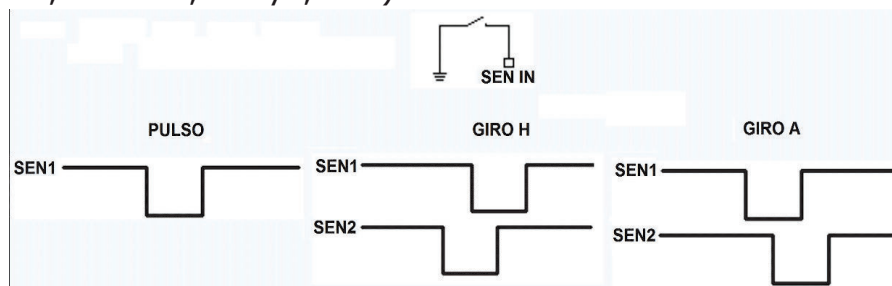 SEN IN
PULSO
GIRO H
GIRO A
SEN1
SEN1
SEN1
SEN2
SEN2